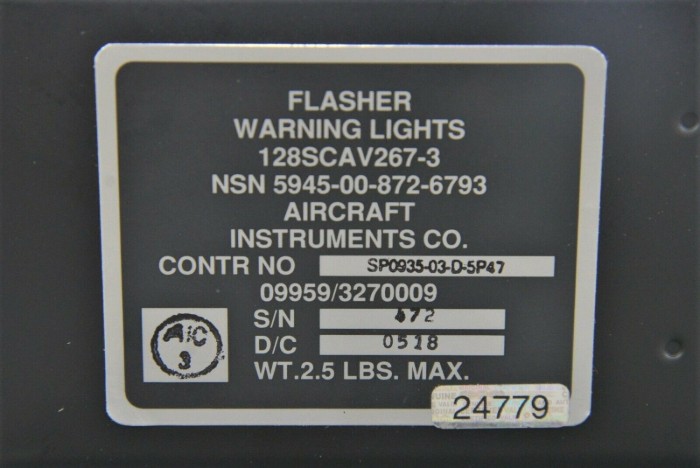 FLASHER
WARNING LIGHTS
128SCAV267-3
NSN 5945-00-872-6793
AIRCRAFT
INSTRUMENTS CO.
CONTR NO SP0935-03-D-5P47
09959/3270009
S/N
D/C 0518
WT.2.5 LBS. MAX.
A/C
3
24779